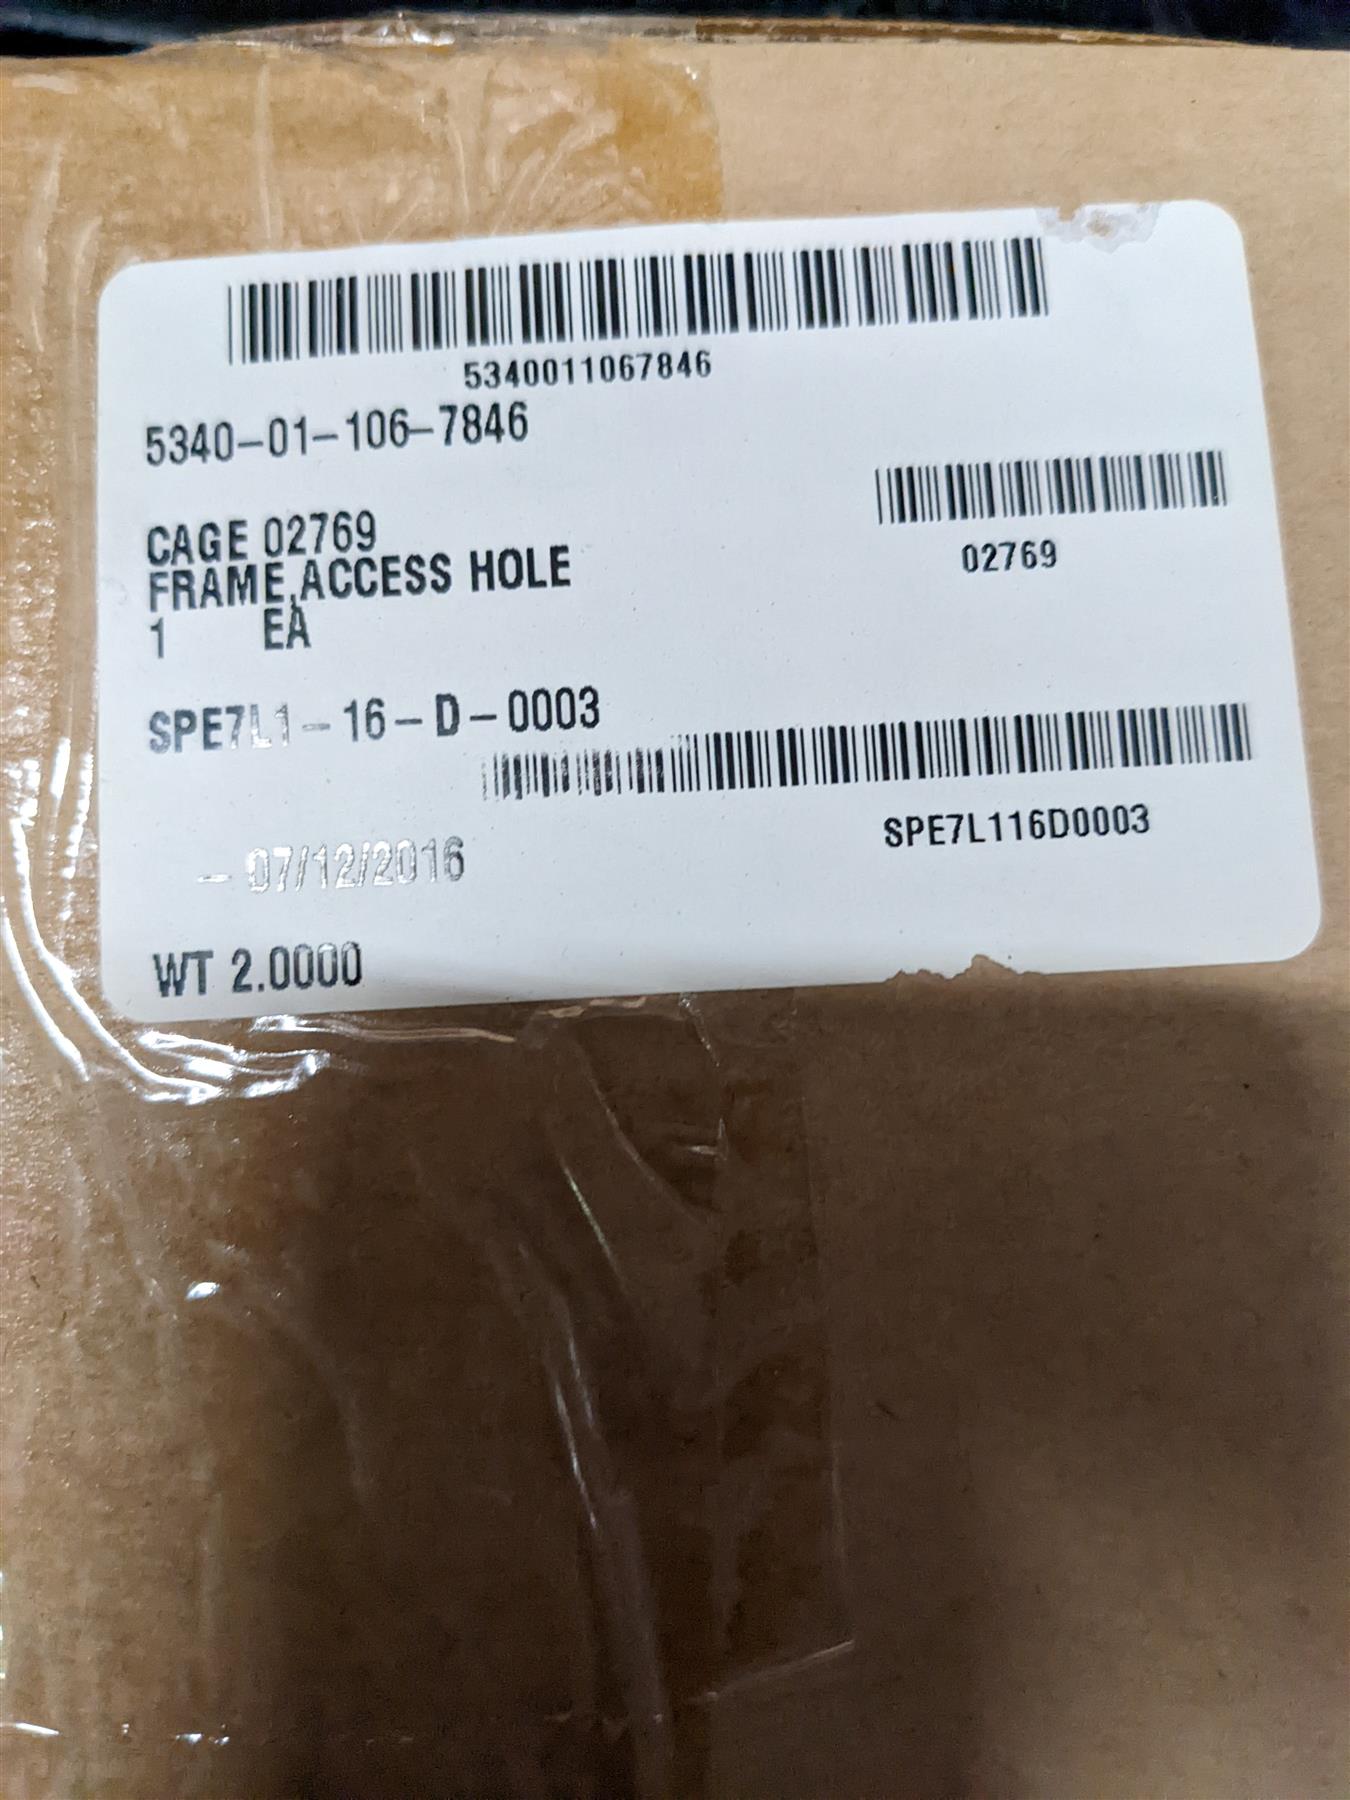 5340011067846
5340-01-106-7846
CAGE 02769
02769
FRAME,ACCESS HOLE
1 EA
SPE7L1-16-D-0003
SPE7L116D0003
- 07/12/2016
WT 2.0000